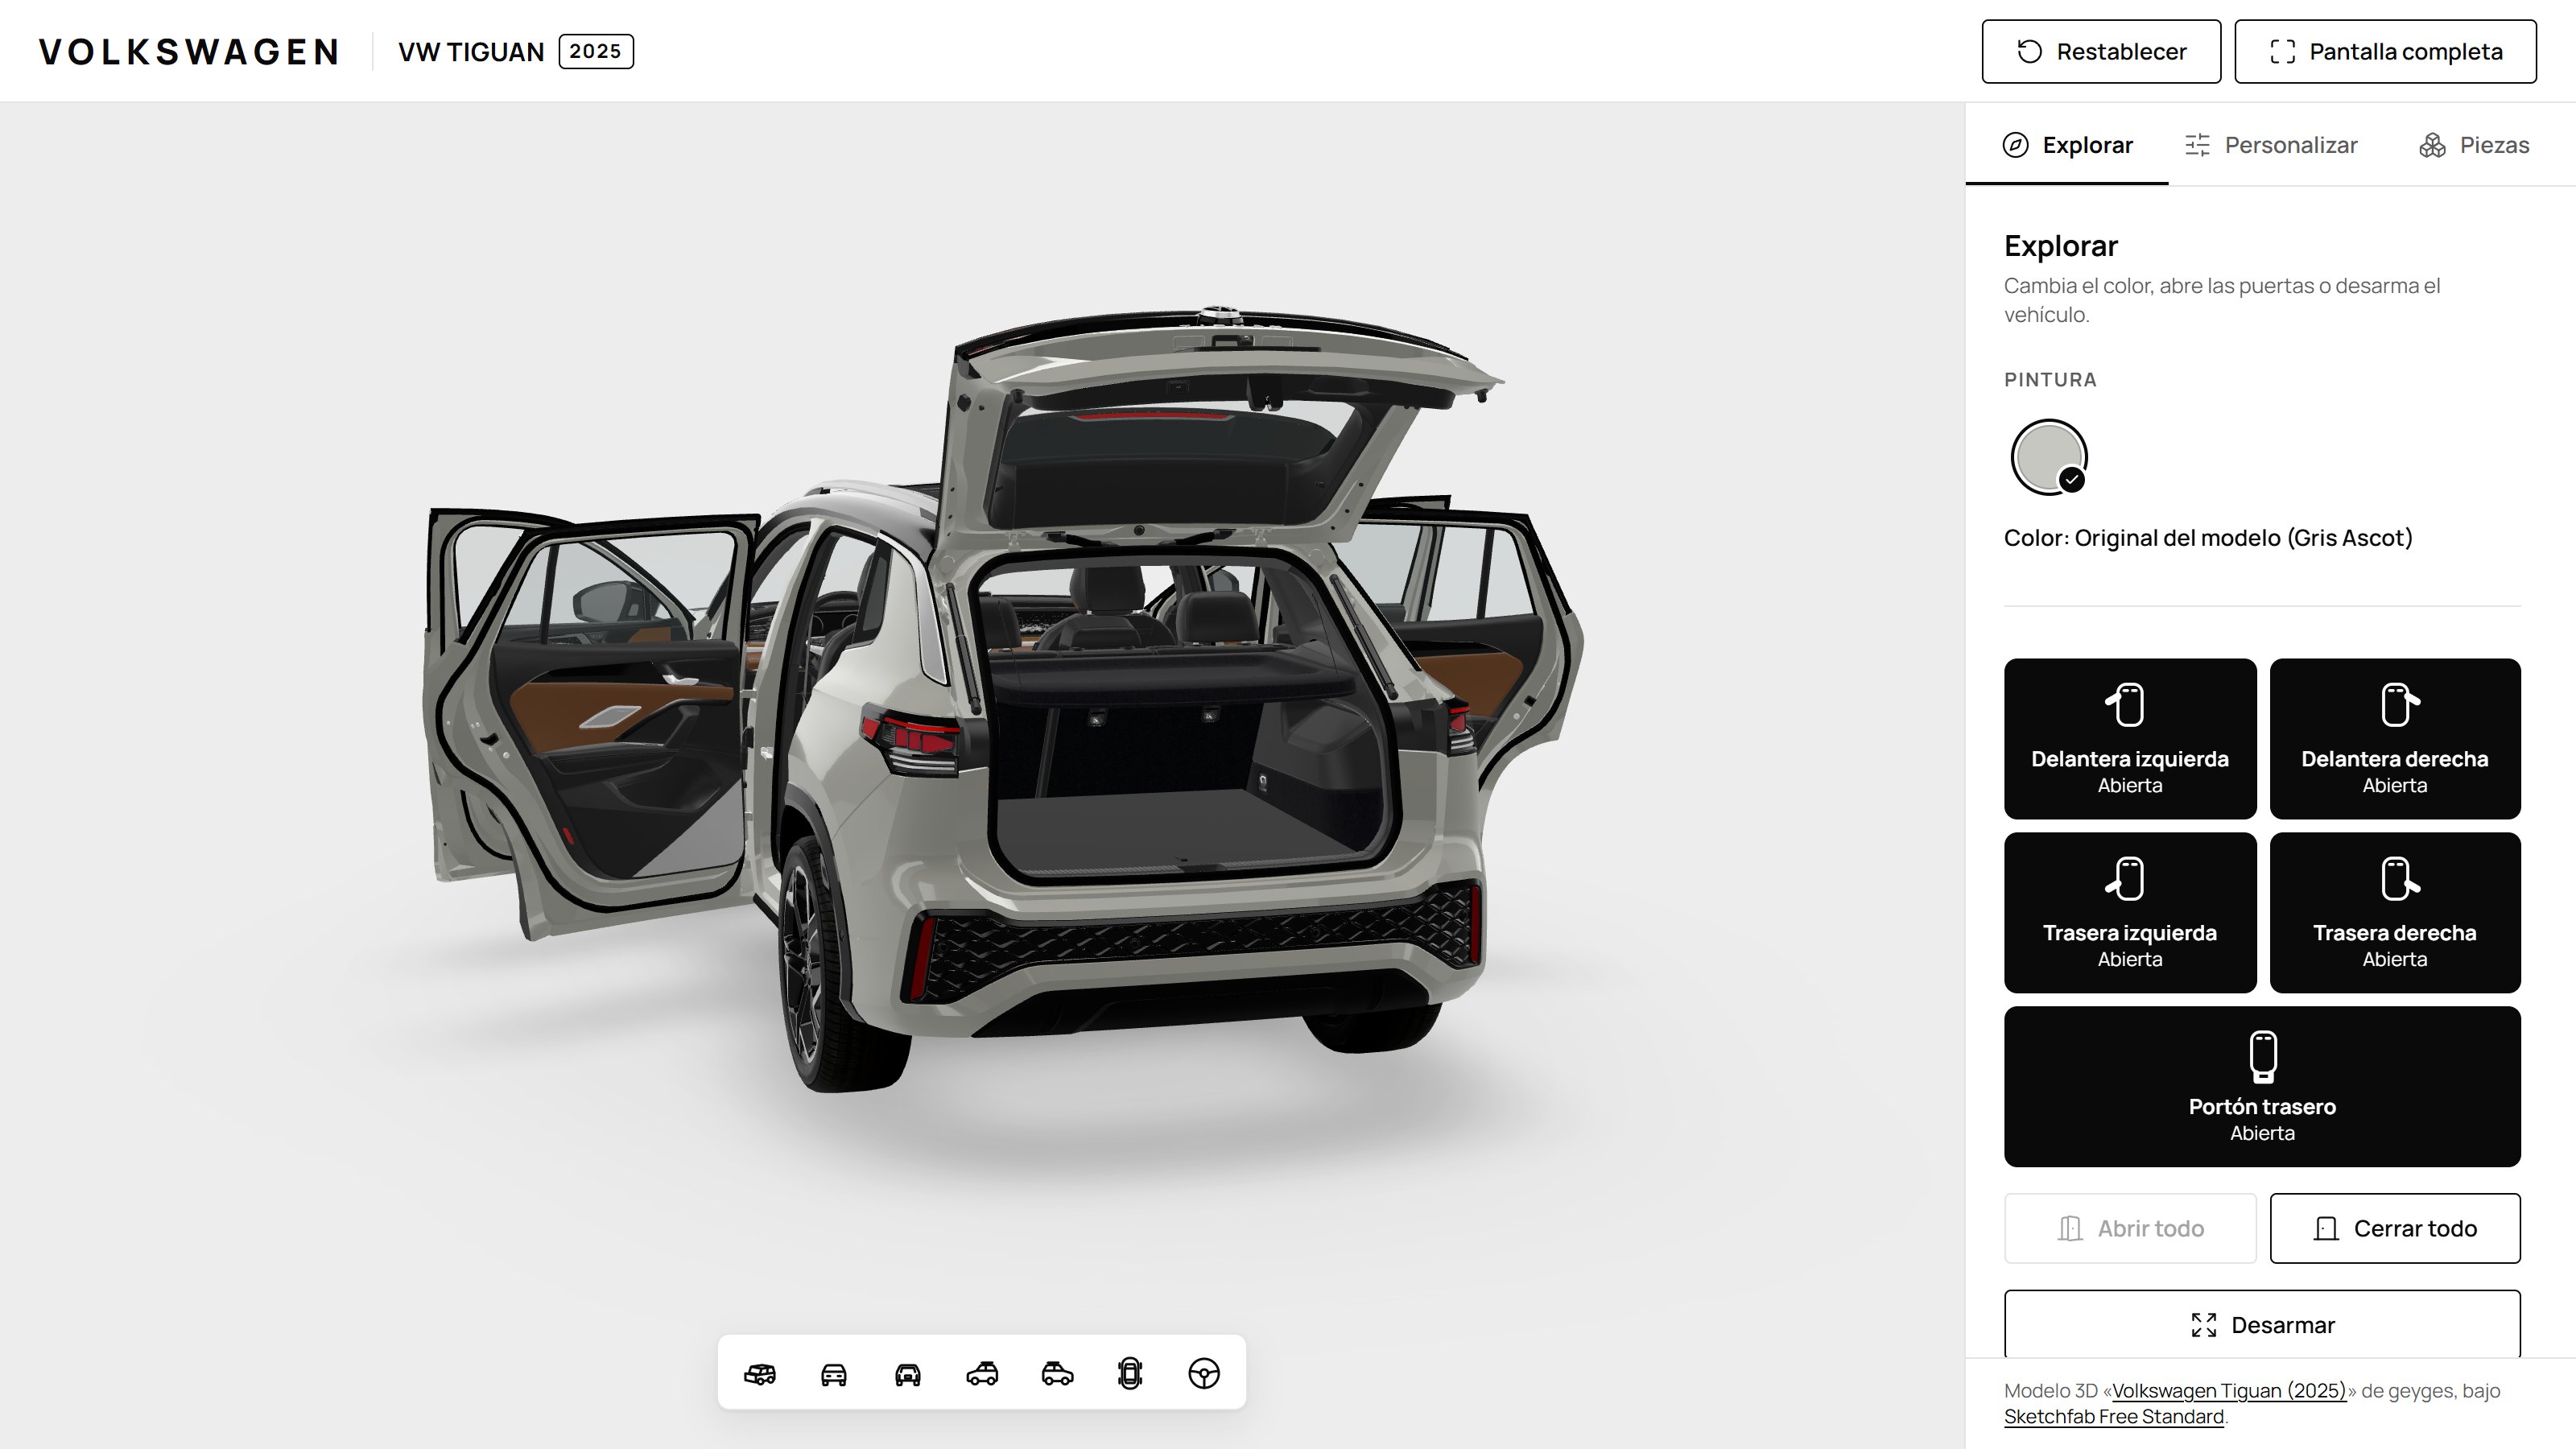 VOLKSWAGEN
VW TIGUAN 2025
Restablecer
Pantalla completa
Explorar
Personalizar
Piezas
Explorar
Cambia el color, abre las puertas o desarma el
vehículo.
PINTURA
Color: Original del modelo (Gris Ascot)
Delantera izquierda
Abierta
Delantera derecha
Abierta
Trasera izquierda
Abierta
Trasera derecha
Abierta
Portón trasero
Abierta
Abrir todo
Cerrar todo
Desarmar
Modelo 3D «Volkswagen Tiguan (2025)» de geyges, bajo
Sketchfab Free Standard.